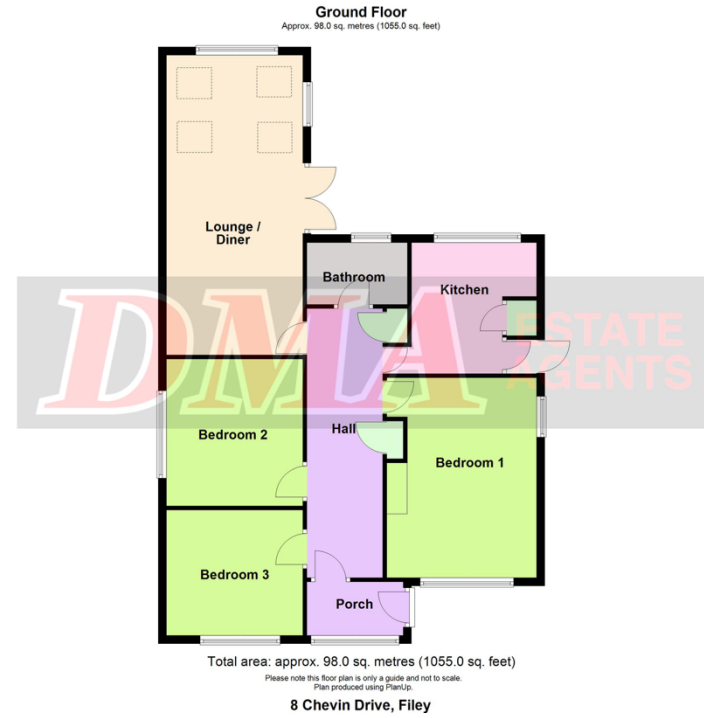 Ground Floor
Approx. 98.0 sq. metres (1055.0 sq. feet)
Lounge /
Diner
Bathroom
Kitchen
DMA
ESTATE
AGENTS
Bedroom 2
Hall
Bedroom 1
Bedroom 3
Porch
Total area: approx. 98.0 sq. metres (1055.0 sq. feet)
Please note this floor plan is only a guide and not to scale.
Plan produced using PlanUp.
8 Chevin Drive, Filey